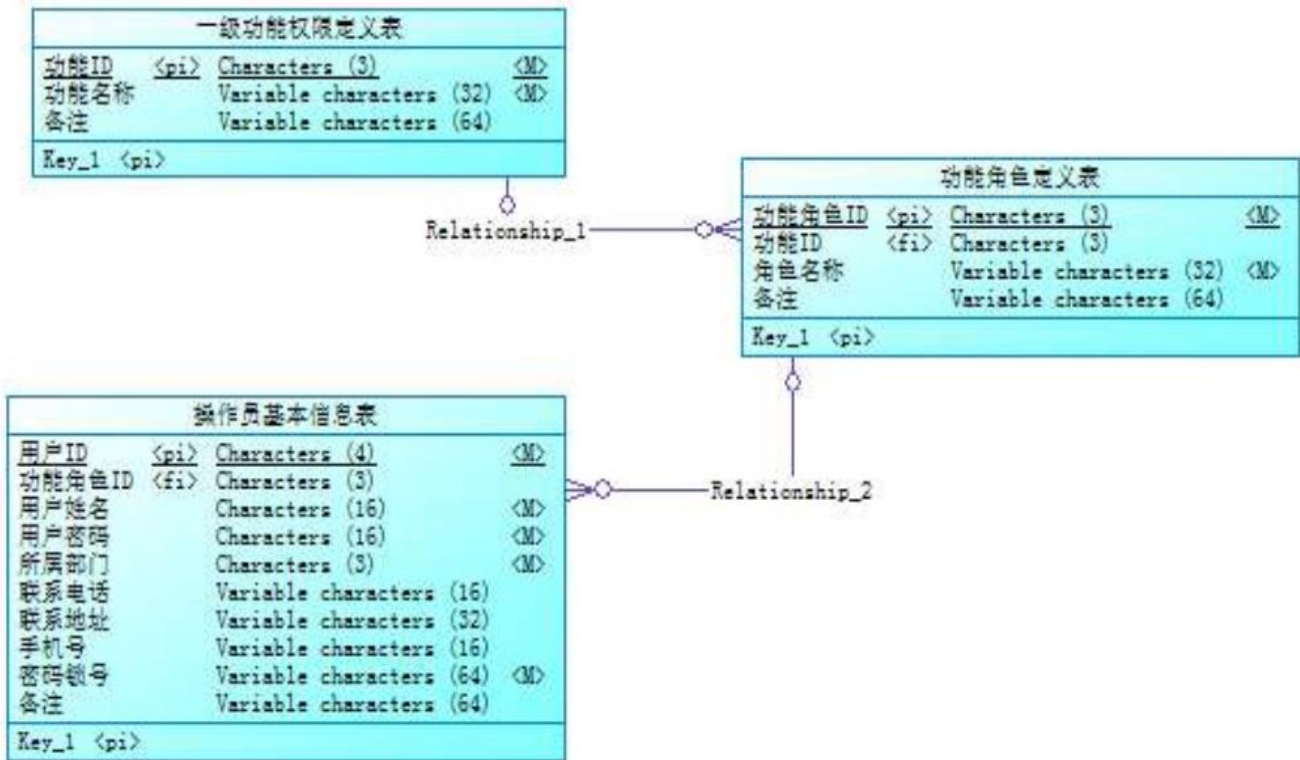 一级功能权限定义表
功能ID <pi> Characters (3) <M>
功能名称 Variable characters (32) <M>
备注 Variable characters (64)
Key_1 <pi>
Relationship_1
功能角色定义表
功能角色ID <pi> Characters (3) <M>
功能ID <fi> Characters (3)
角色名称 Variable characters (32) <M>
备注 Variable characters (64)
Key_1 <pi>
操作员基本信息表
用户ID <pi> Characters (4) <M>
功能角色ID <fi> Characters (3)
用户姓名 Characters (16) <M>
用户密码 Characters (16) <M>
所属部门 Characters (3) <M>
联系电话 Variable characters (16)
联系地址 Variable characters (32)
手机号 Variable characters (16)
密码锁号 Variable characters (64) <M>
备注 Variable characters (64)
Key_1 <pi>
Relationship_2